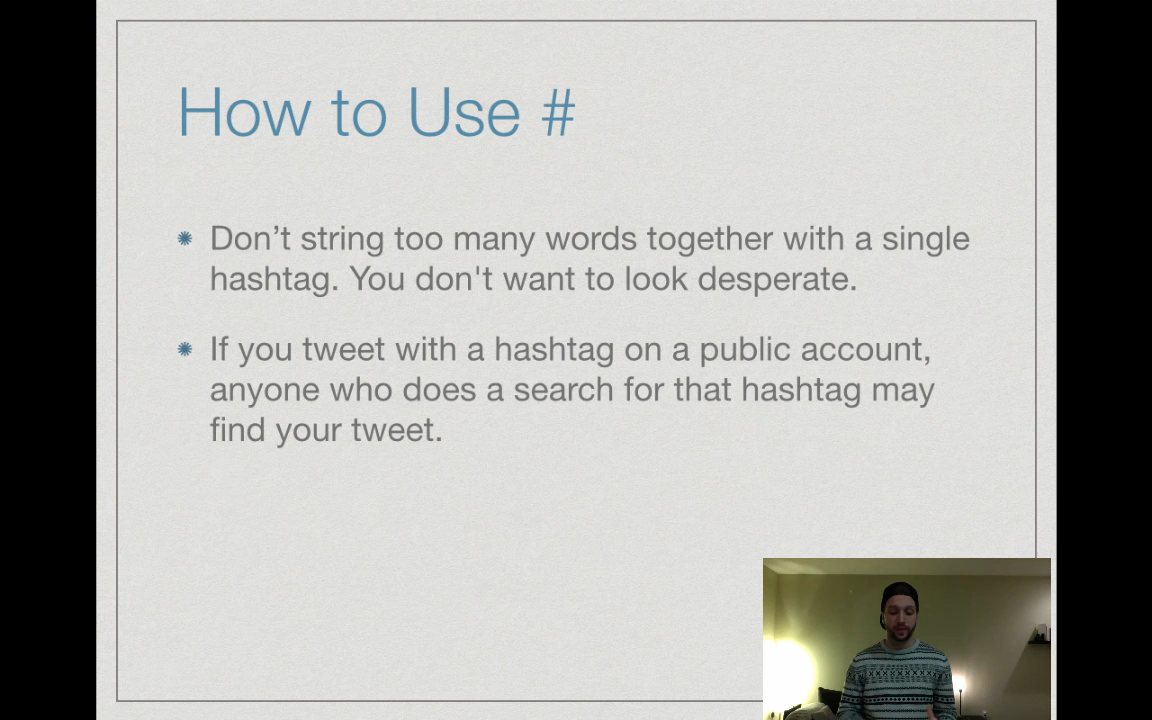 How to Use #
Don’t string too many words together with a single
hashtag. You don't want to look desperate.
If you tweet with a hashtag on a public account,
anyone who does a search for that hashtag may
find your tweet.